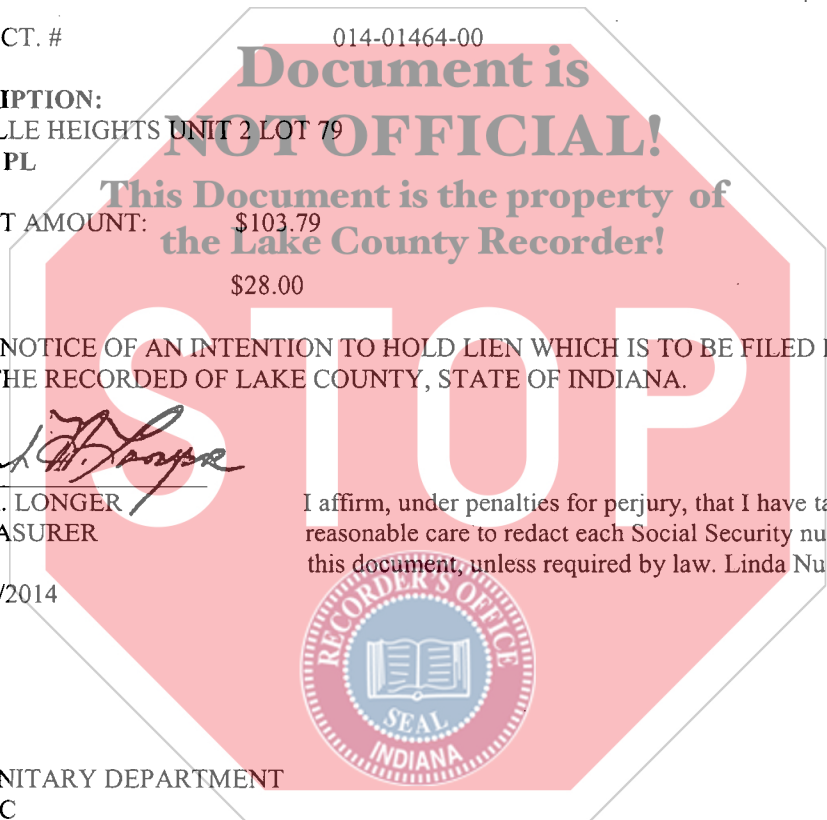 CT. # 014-01464-00
Document is
IPTION:
LLE HEIGHTS UNIT 2 LOT 79
NOT OFFICIAL!
PL
This Document is the property of
T AMOUNT: $103.79
the Lake County Recorder!
$28.00
STOP
NOTICE OF AN INTENTION TO HOLD LIEN WHICH IS TO BE FILED
THE RECORDED OF LAKE COUNTY, STATE OF INDIANA.
. LONGER I affirm, under penalties for perjury, that I have ta
ASURER reasonable care to redact each Social Security nu
this document, unless required by law. Linda Nu
/2014
RECORDER'S OFFICE
SEAL
INDIANA
NITARY DEPARTMENT
C